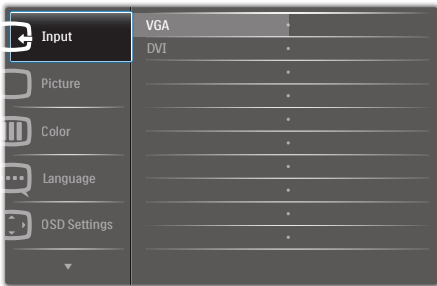 Input
Picture
Color
Language
OSD Settings
VGA
DVI